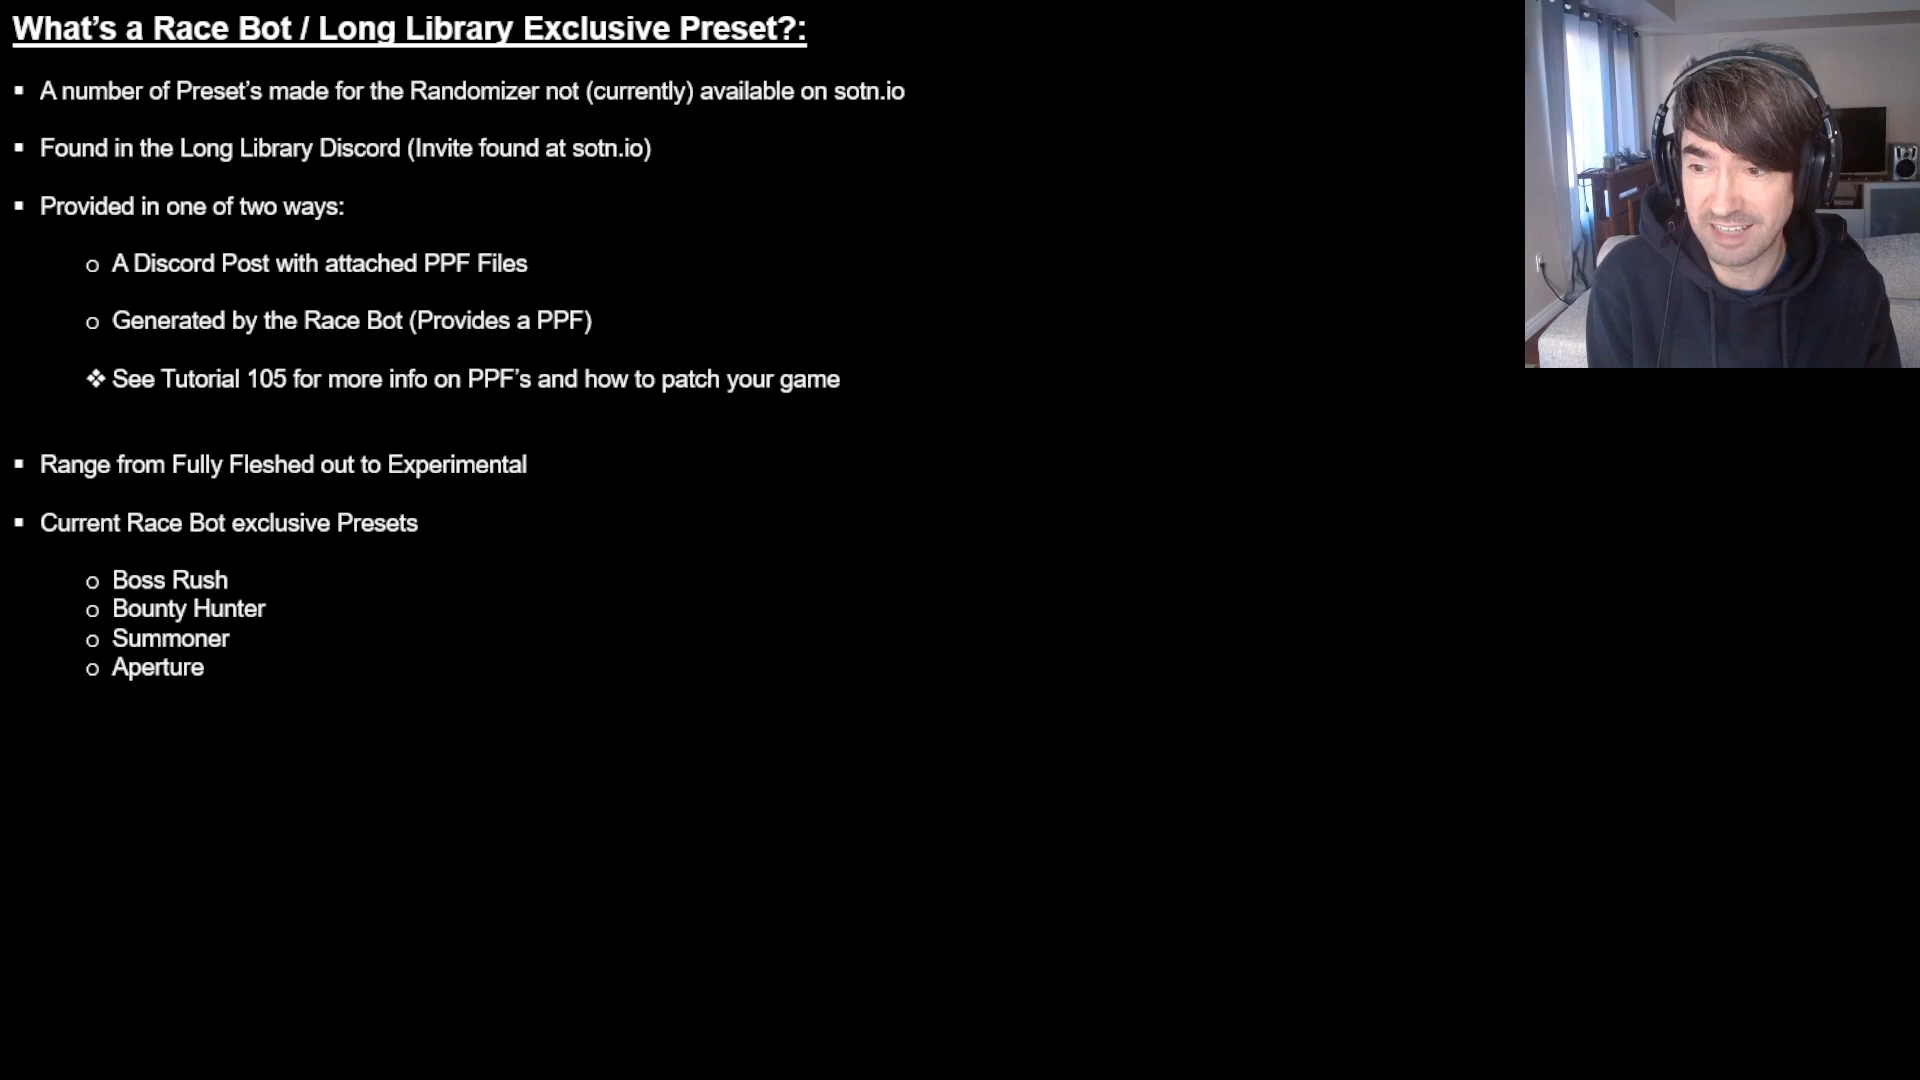 What’s a Race Bot / Long Library Exclusive Preset?:
▪ A number of Preset’s made for the Randomizer not (currently) available on sotn.io
▪ Found in the Long Library Discord (Invite found at sotn.io)
▪ Provided in one of two ways:
o A Discord Post with attached PPF Files
o Generated by the Race Bot (Provides a PPF)
❖ See Tutorial 105 for more info on PPF’s and how to patch your game
▪ Range from Fully Fleshed out to Experimental
▪ Current Race Bot exclusive Presets
o Boss Rush
o Bounty Hunter
o Summoner
o Aperture